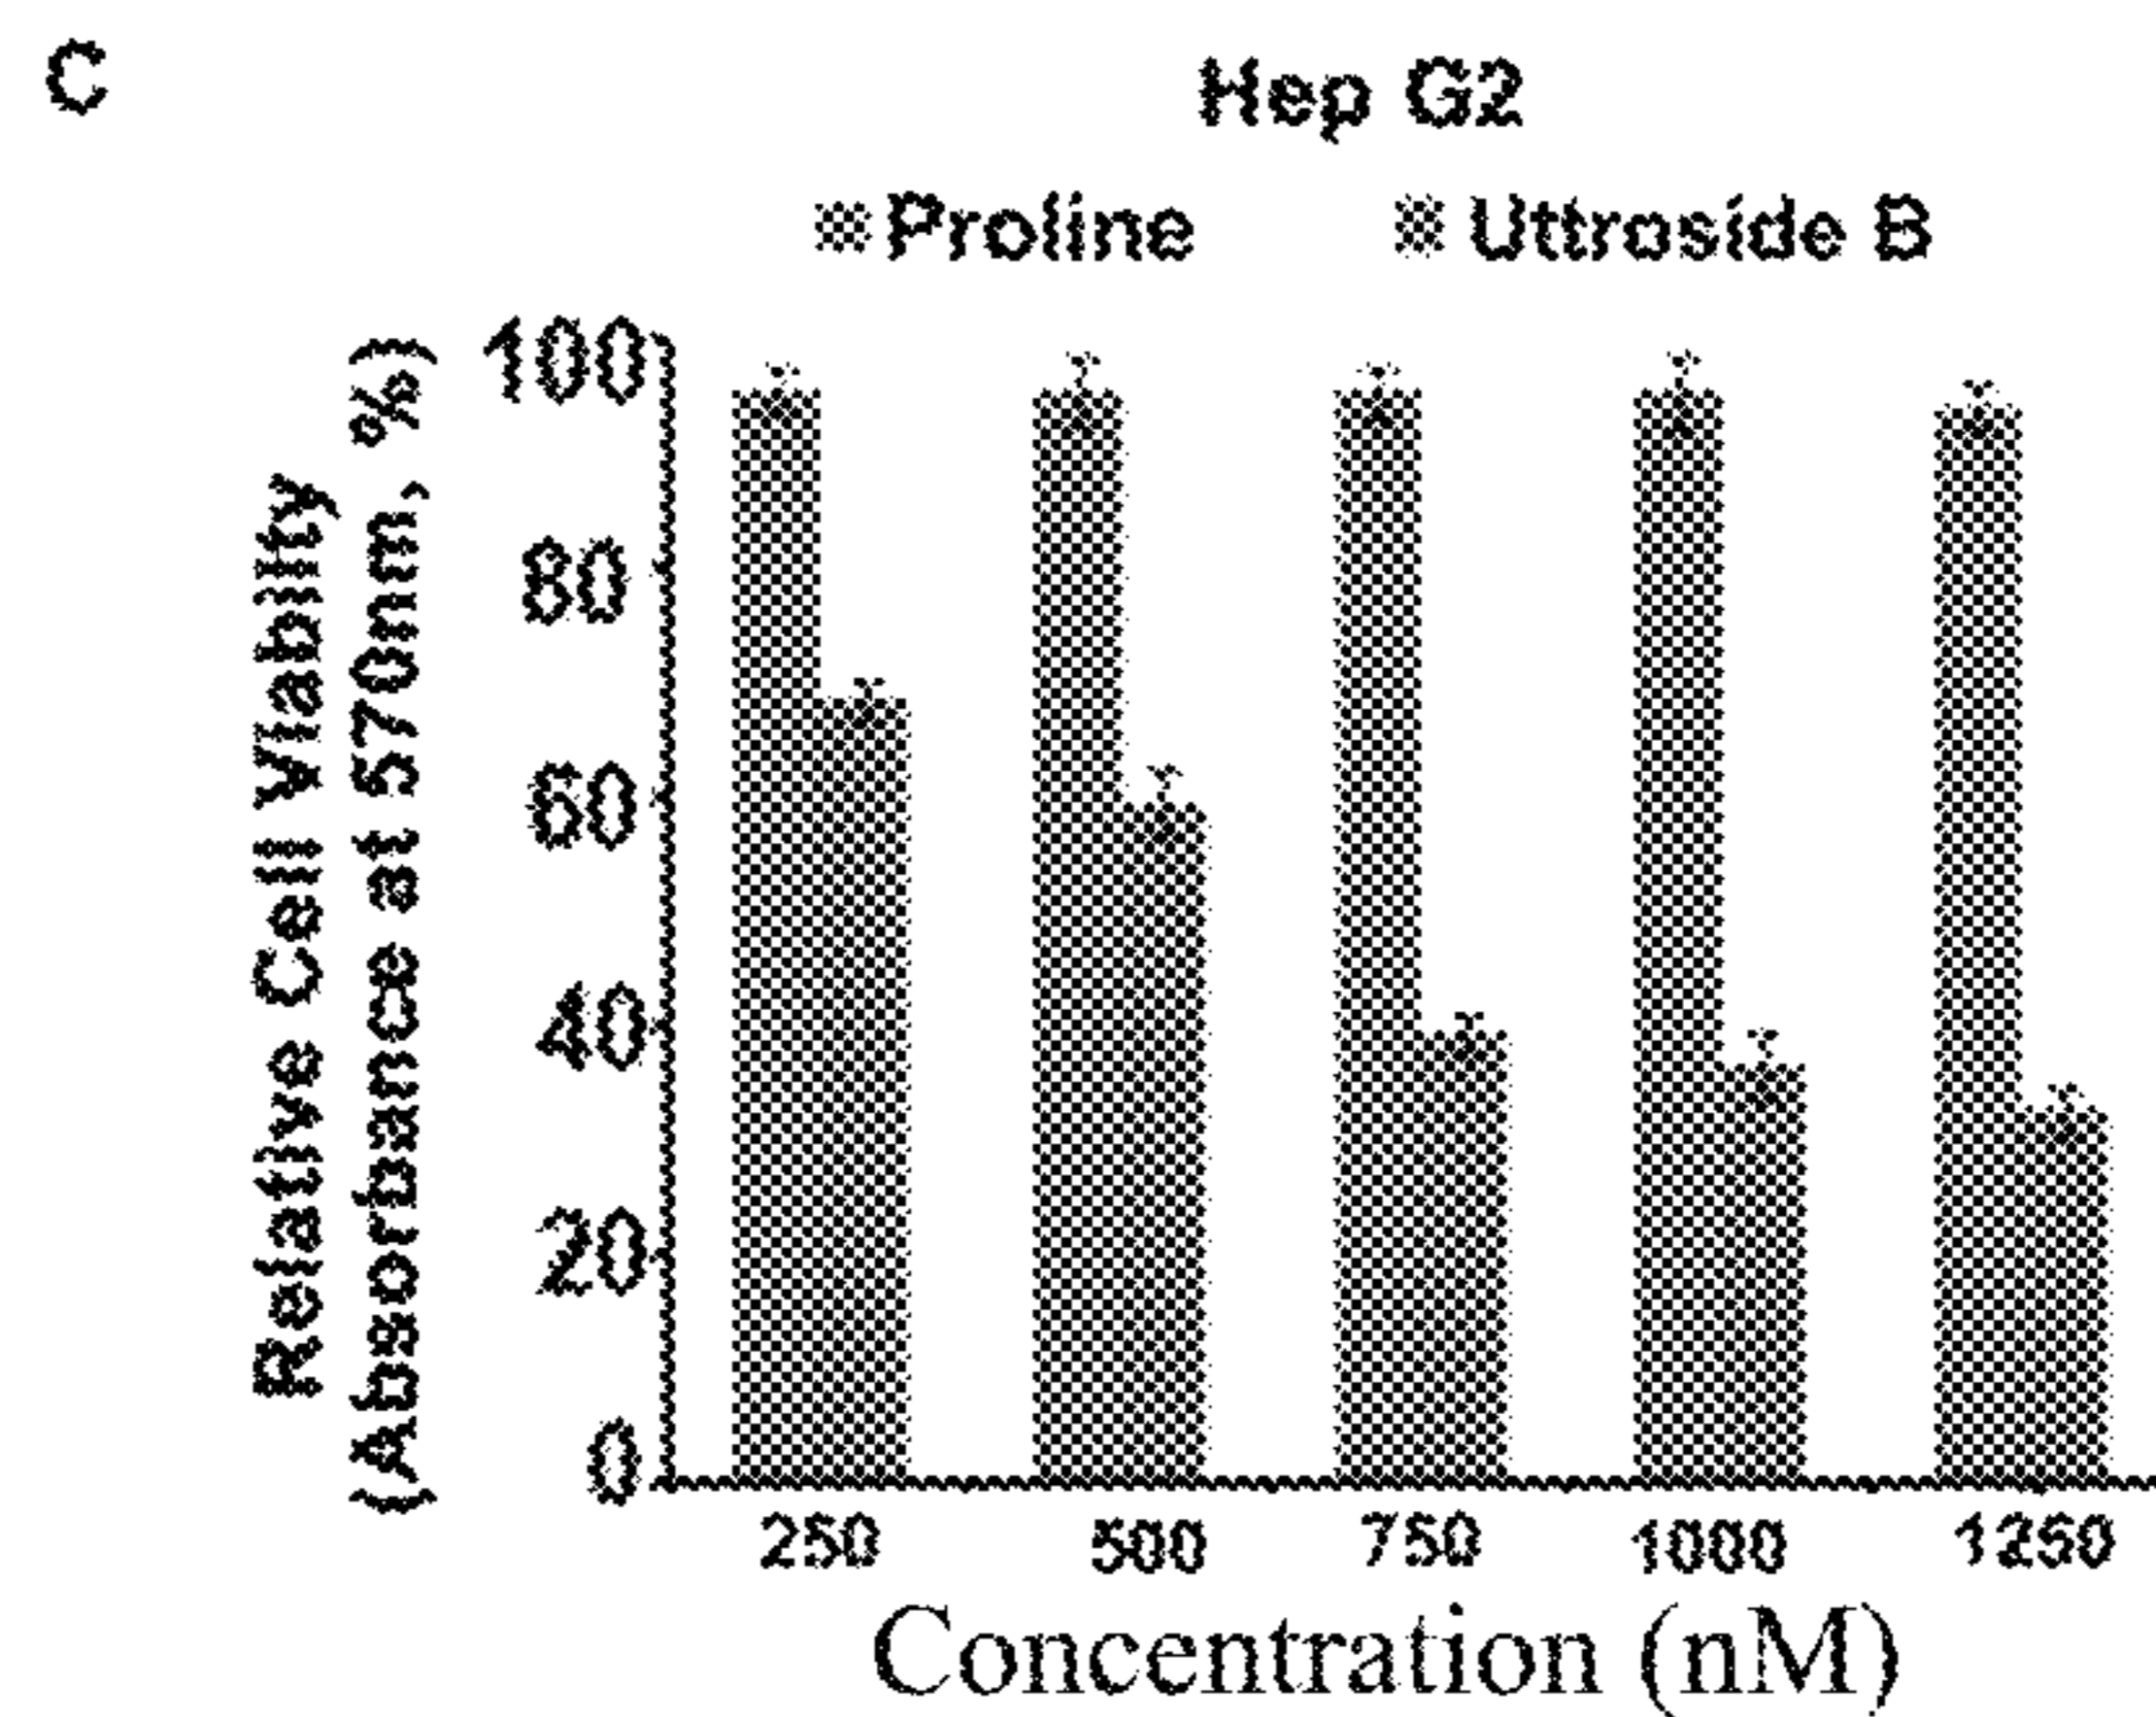 C
Hep G2
Proline Uttroside B
Relative Cell Viability
(Absorbance at 570nm, %)
100
80
60
40
20
0
250 500 750 1000 1250
Concentration (nM)